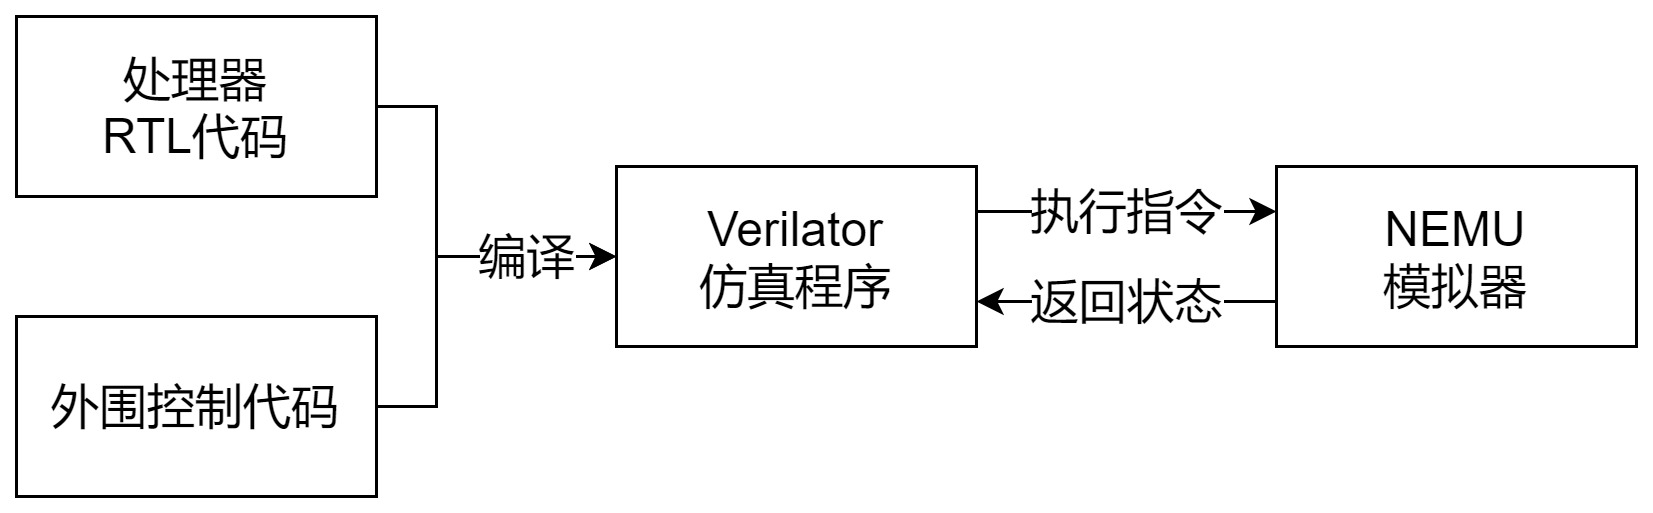 处理器
RTL代码
外围控制代码
编译
Verilator
仿真程序
执行指令
返回状态
NEMU
模拟器